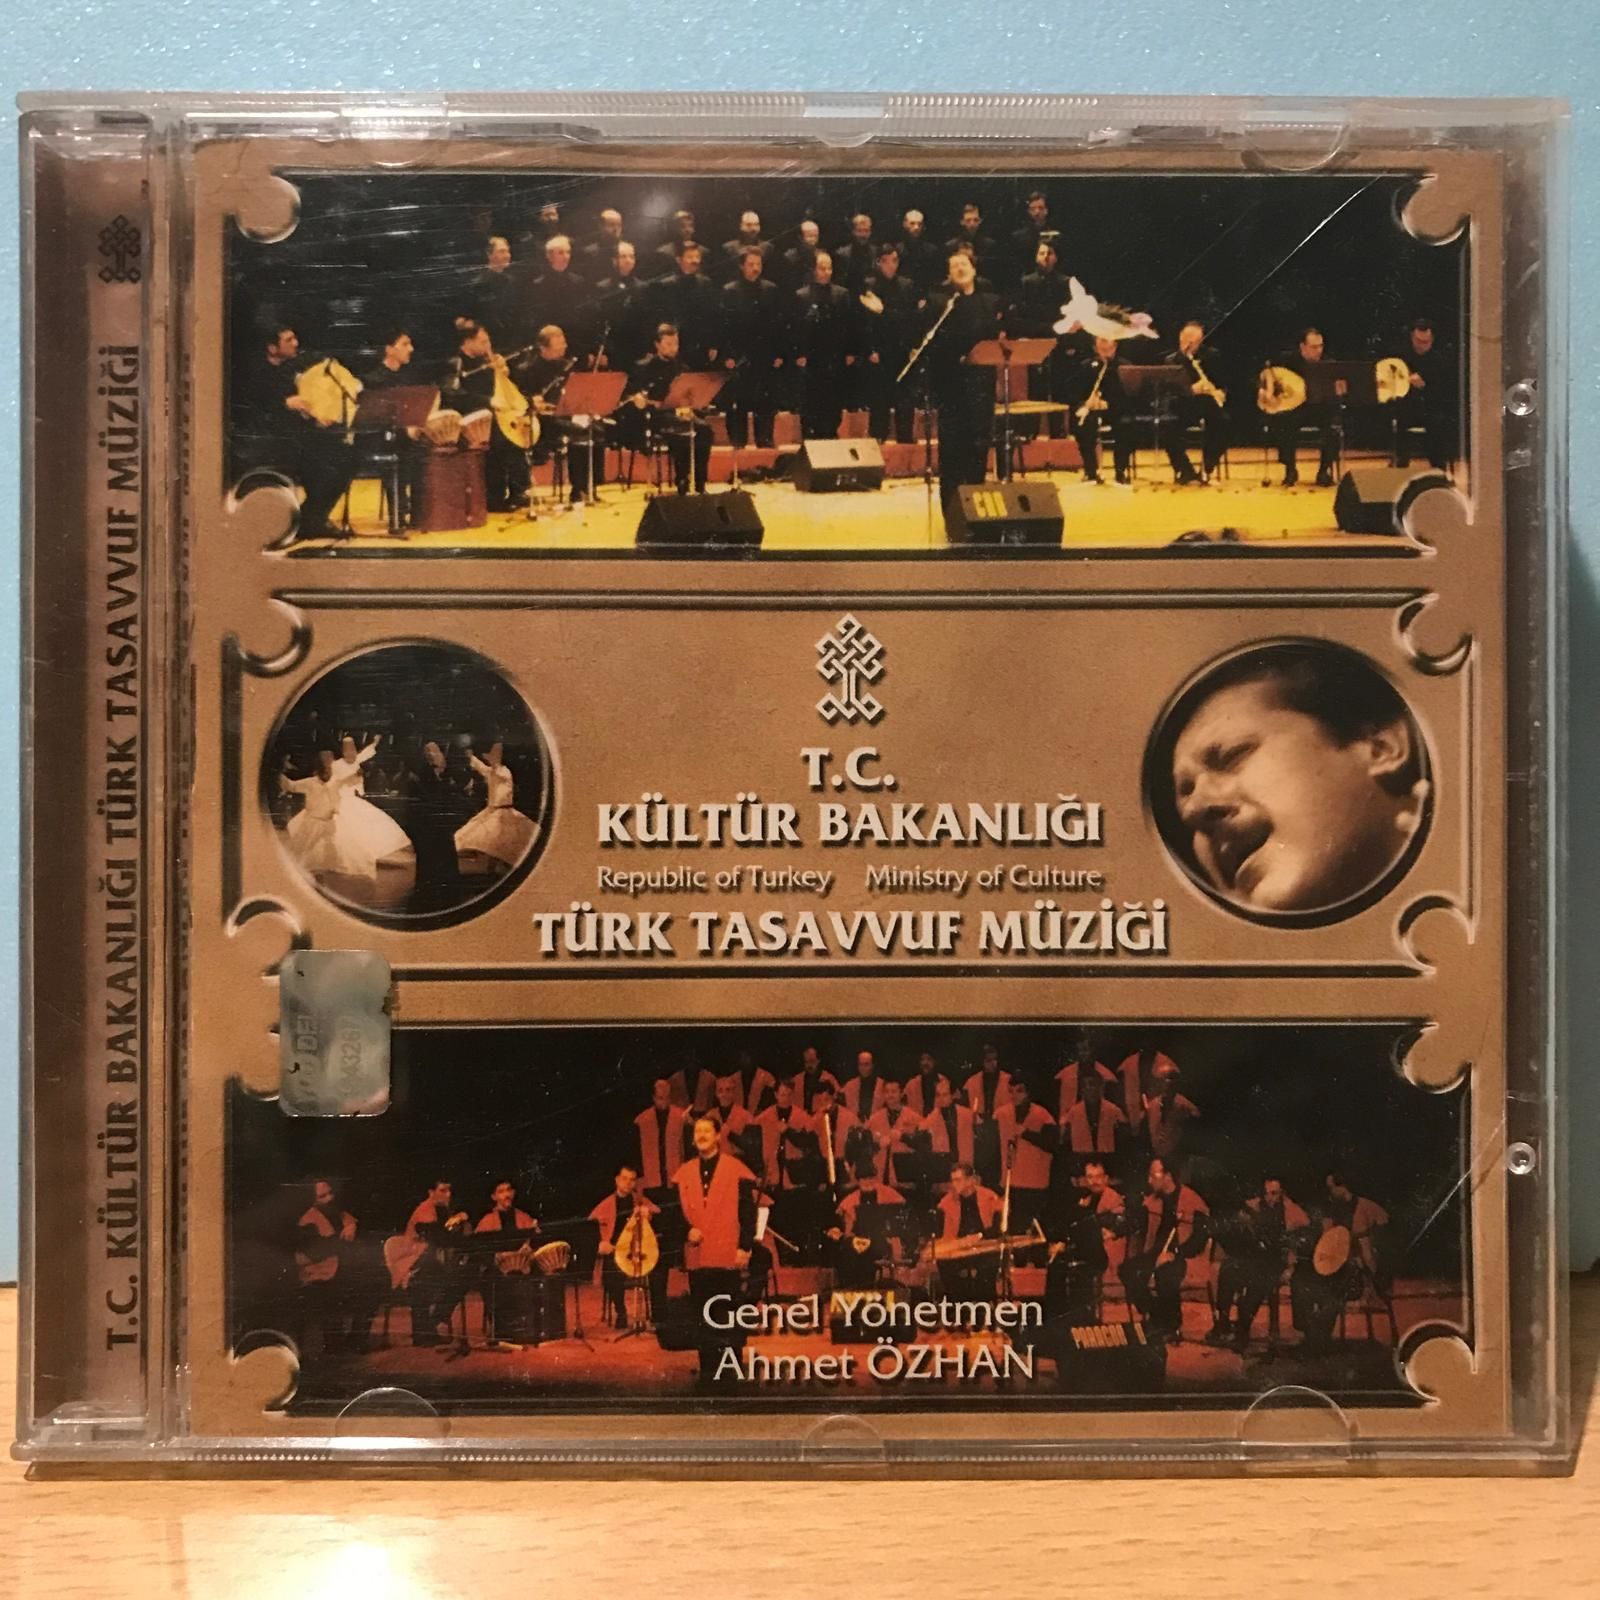 T.C. KÜLTÜR BAKANLIĞI TÜRK TASAVVUF MÜZİĞİ
T.C.
KÜLTÜR BAKANLIĞI
Republic of Turkey Ministry of Culture
TÜRK TASAVVUF MÜZİĞİ
Genel Yönetmen
Ahmet ÖZHAN